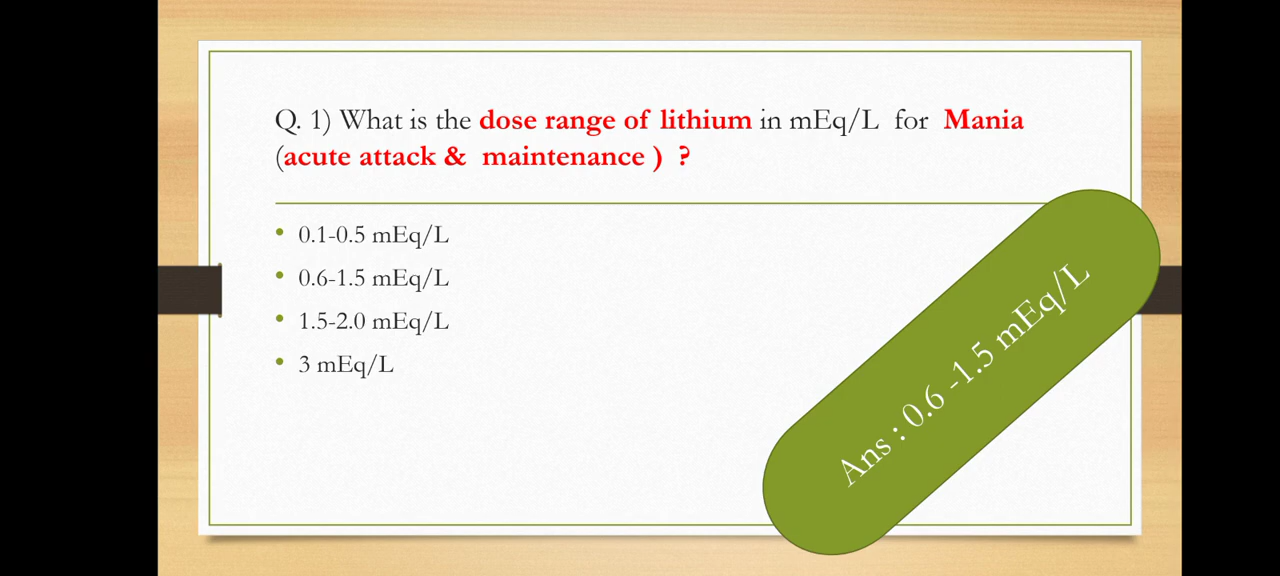 Q. 1) What is the dose range of lithium in mEq/L for Mania
(acute attack & maintenance ) ?
• 0.1-0.5 mEq/L
• 0.6-1.5 mEq/L
• 1.5-2.0 mEq/L
• 3 mEq/L
Ans : 0.6 -1.5 mEq/L